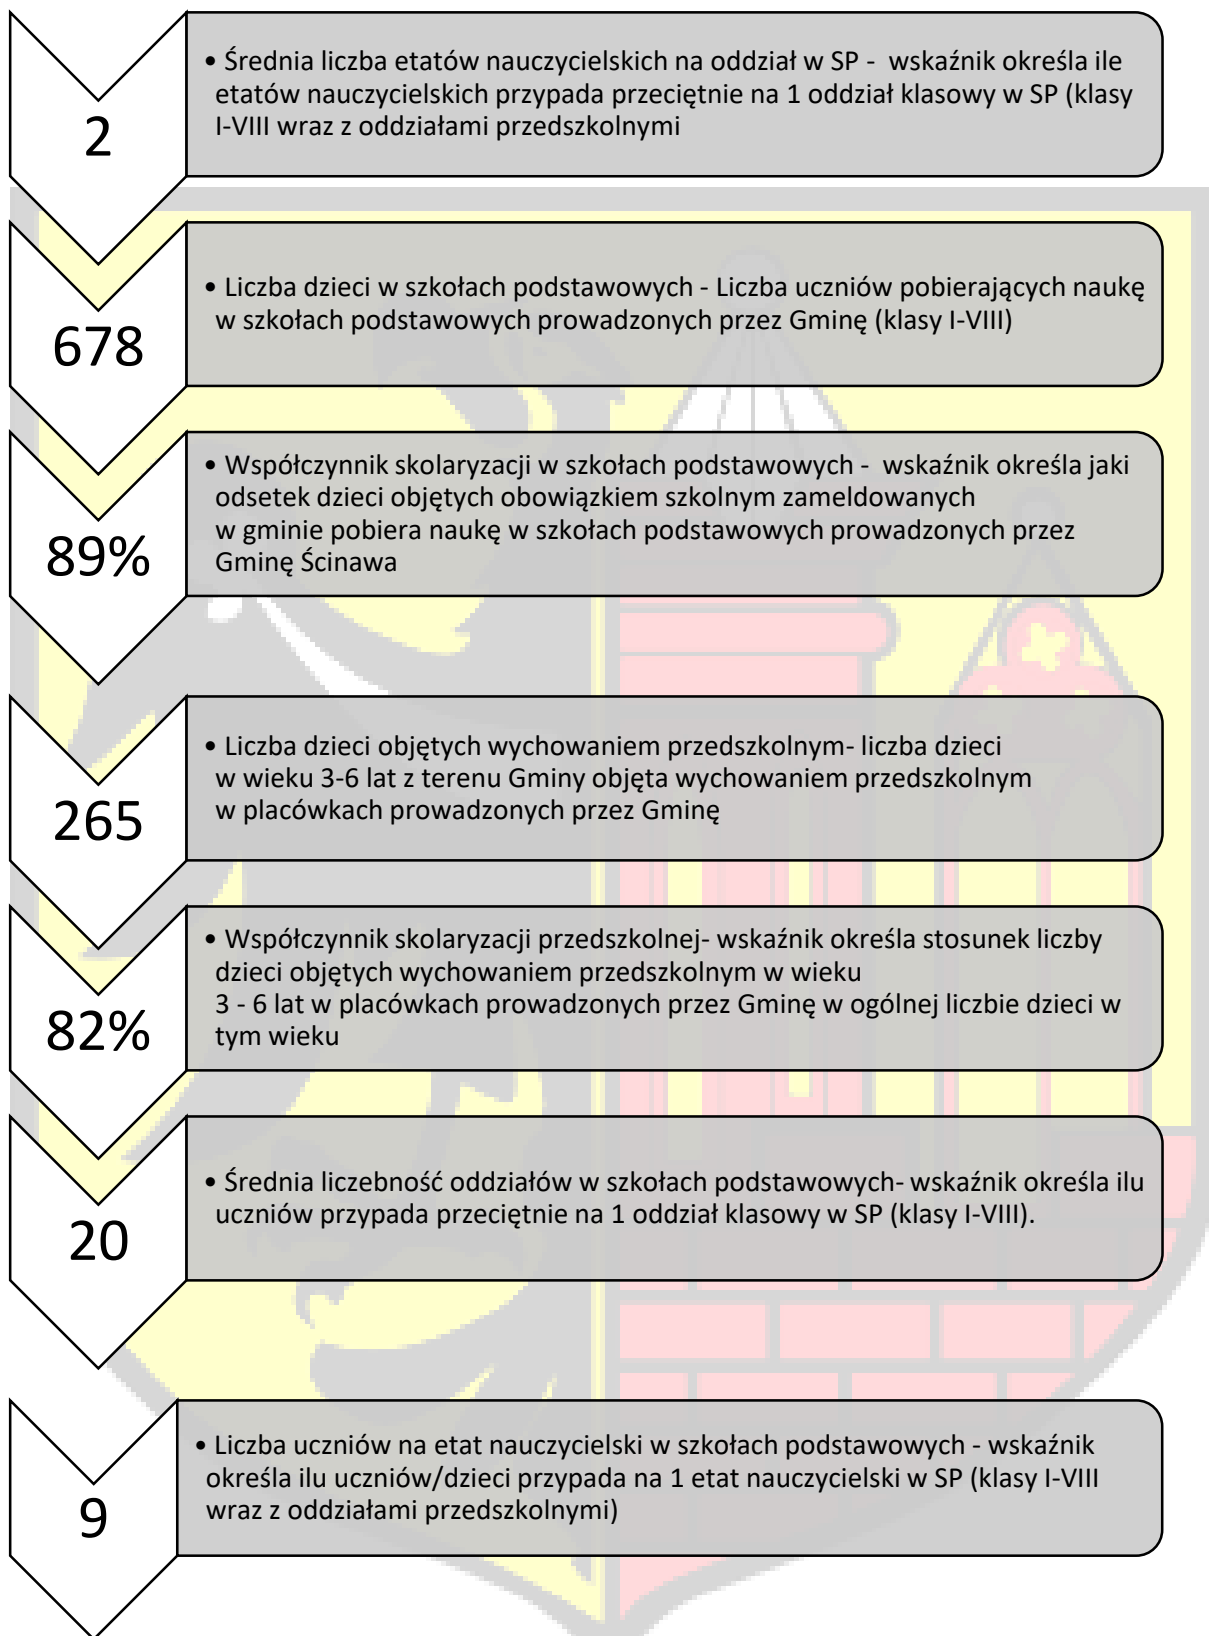 2
• Średnia liczba etatów nauczycielskich na oddział w SP - wskaźnik określa ile
etatów nauczycielskich przypada przeciętnie na 1 oddział klasowy w SP (klasy
I-VIII wraz z oddziałami przedszkolnymi
678
• Liczba dzieci w szkołach podstawowych - Liczba uczniów pobierających naukę
w szkołach podstawowych prowadzonych przez Gminę (klasy I-VIII)
89%
• Współczynnik skolaryzacji w szkołach podstawowych - wskaźnik określa jaki
odsetek dzieci objętych obowiązkiem szkolnym zameldowanych
w gminie pobiera naukę w szkołach podstawowych prowadzonych przez
Gminę Ścinawa
265
• Liczba dzieci objętych wychowaniem przedszkolnym- liczba dzieci
w wieku 3-6 lat z terenu Gminy objęta wychowaniem przedszkolnym
w placówkach prowadzonych przez Gminę
82%
• Współczynnik skolaryzacji przedszkolnej- wskaźnik określa stosunek liczby
dzieci objętych wychowaniem przedszkolnym w wieku
3 - 6 lat w placówkach prowadzonych przez Gminę w ogólnej liczbie dzieci w
tym wieku
20
• Średnia liczebność oddziałów w szkołach podstawowych- wskaźnik określa ilu
uczniów przypada przeciętnie na 1 oddział klasowy w SP (klasy I-VIII).
9
• Liczba uczniów na etat nauczycielski w szkołach podstawowych - wskaźnik
określa ilu uczniów/dzieci przypada na 1 etat nauczycielski w SP (klasy I-VIII
wraz z oddziałami przedszkolnymi)